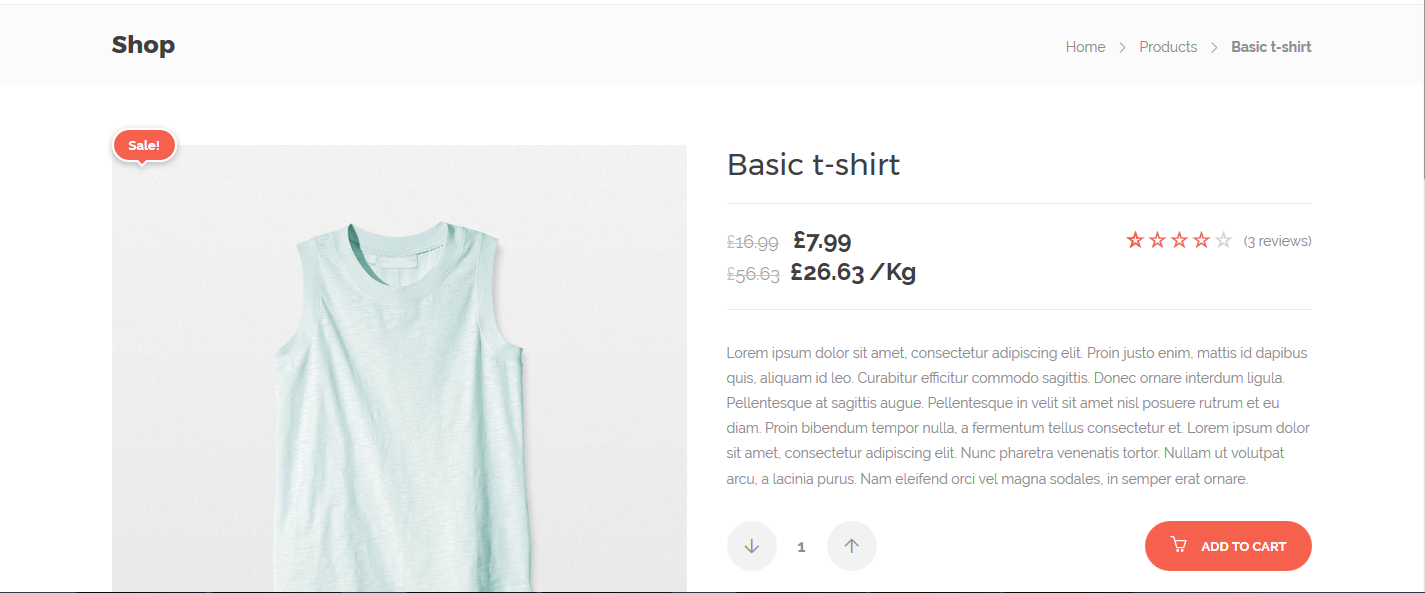 Shop
Home > Products > Basic t-shirt
Sale!
Basic t-shirt
£16.99 £7.99
(3 reviews)
£56.63 £26.63 /Kg
Lorem ipsum dolor sit amet, consectetur adipiscing elit. Proin justo enim, mattis id dapibus
quis, aliquam id leo. Curabitur efficitur commodo sagittis. Donec ornare interdum ligula.
Pellentesque at sagittis augue. Pellentesque in velit sit amet nisl posuere rutrum et eu
diam. Proin bibendum tempor nulla, a fermentum tellus consectetur et. Lorem ipsum dolor
sit amet, consectetur adipiscing elit. Nunc pharetra venenatis tortor. Nullam ut volutpat
arcu, a lacinia purus. Nam eleifend orci vel magna sodales, in semper erat ornare.
1
ADD TO CART